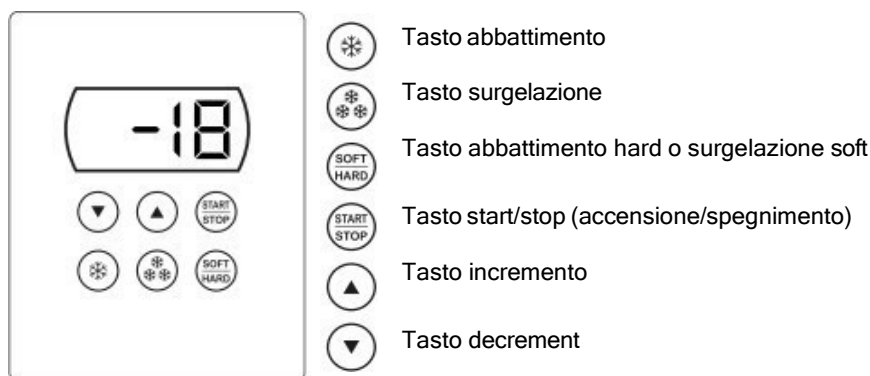 -18
START
STOP
SOFT
HARD
Tasto abbattimento
Tasto surgelazione
SOFT
HARD
Tasto abbattimento hard o surgelazione soft
START
STOP
Tasto start/stop (accensione/spegnimento)
Tasto incremento
Tasto decrement